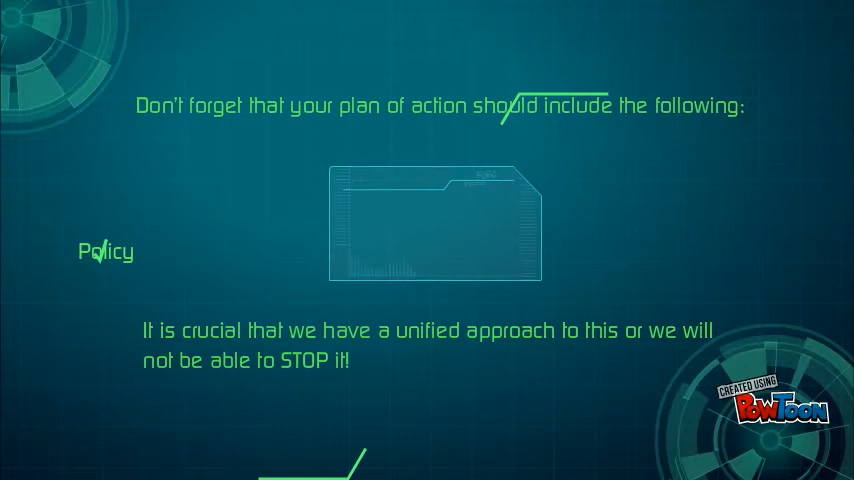 Don't forget that your plan of action should include the following:
Policy
It is crucial that we have a unified approach to this or we will
not be able to STOP it!
CREATED USING
POWTOON